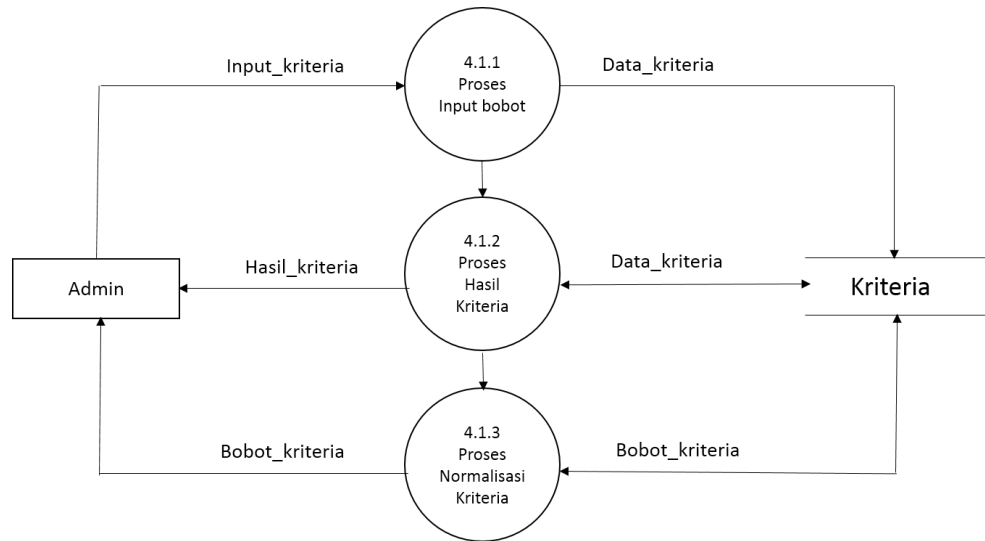 4.1.1
Proses
Input bobot
Input_kriteria
Data_kriteria
4.1.2
Proses
Hasil
Kriteria
Hasil_kriteria
Data_kriteria
Admin
Kriteria
4.1.3
Proses
Normalisasi
Kriteria
Bobot_kriteria
Bobot_kriteria